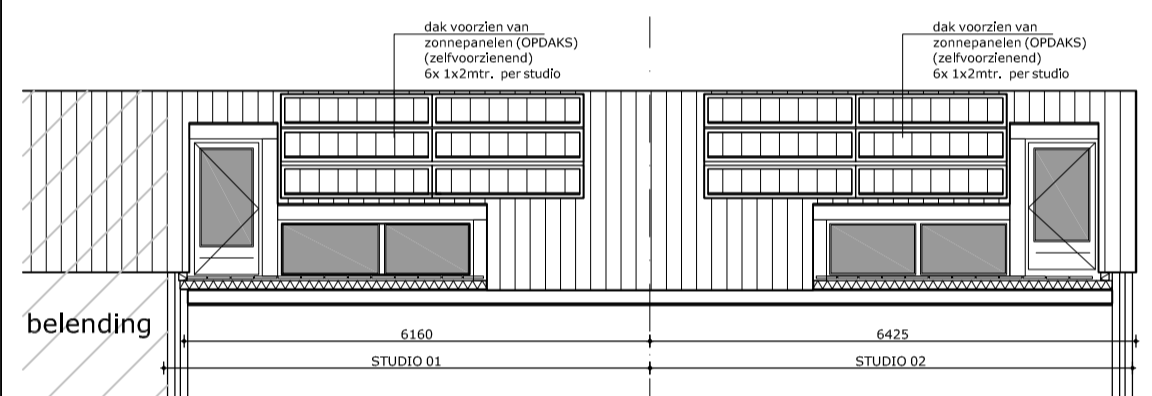 dak voorzien van
zonnepanelen (OPDAKS)
(zelfvoorzienend)
6x 1x2mtr. per studio
dak voorzien van
zonnepanelen (OPDAKS)
(zelfvoorzienend)
6x 1x2mtr. per studio
belending
6160
6425
STUDIO 01
STUDIO 02